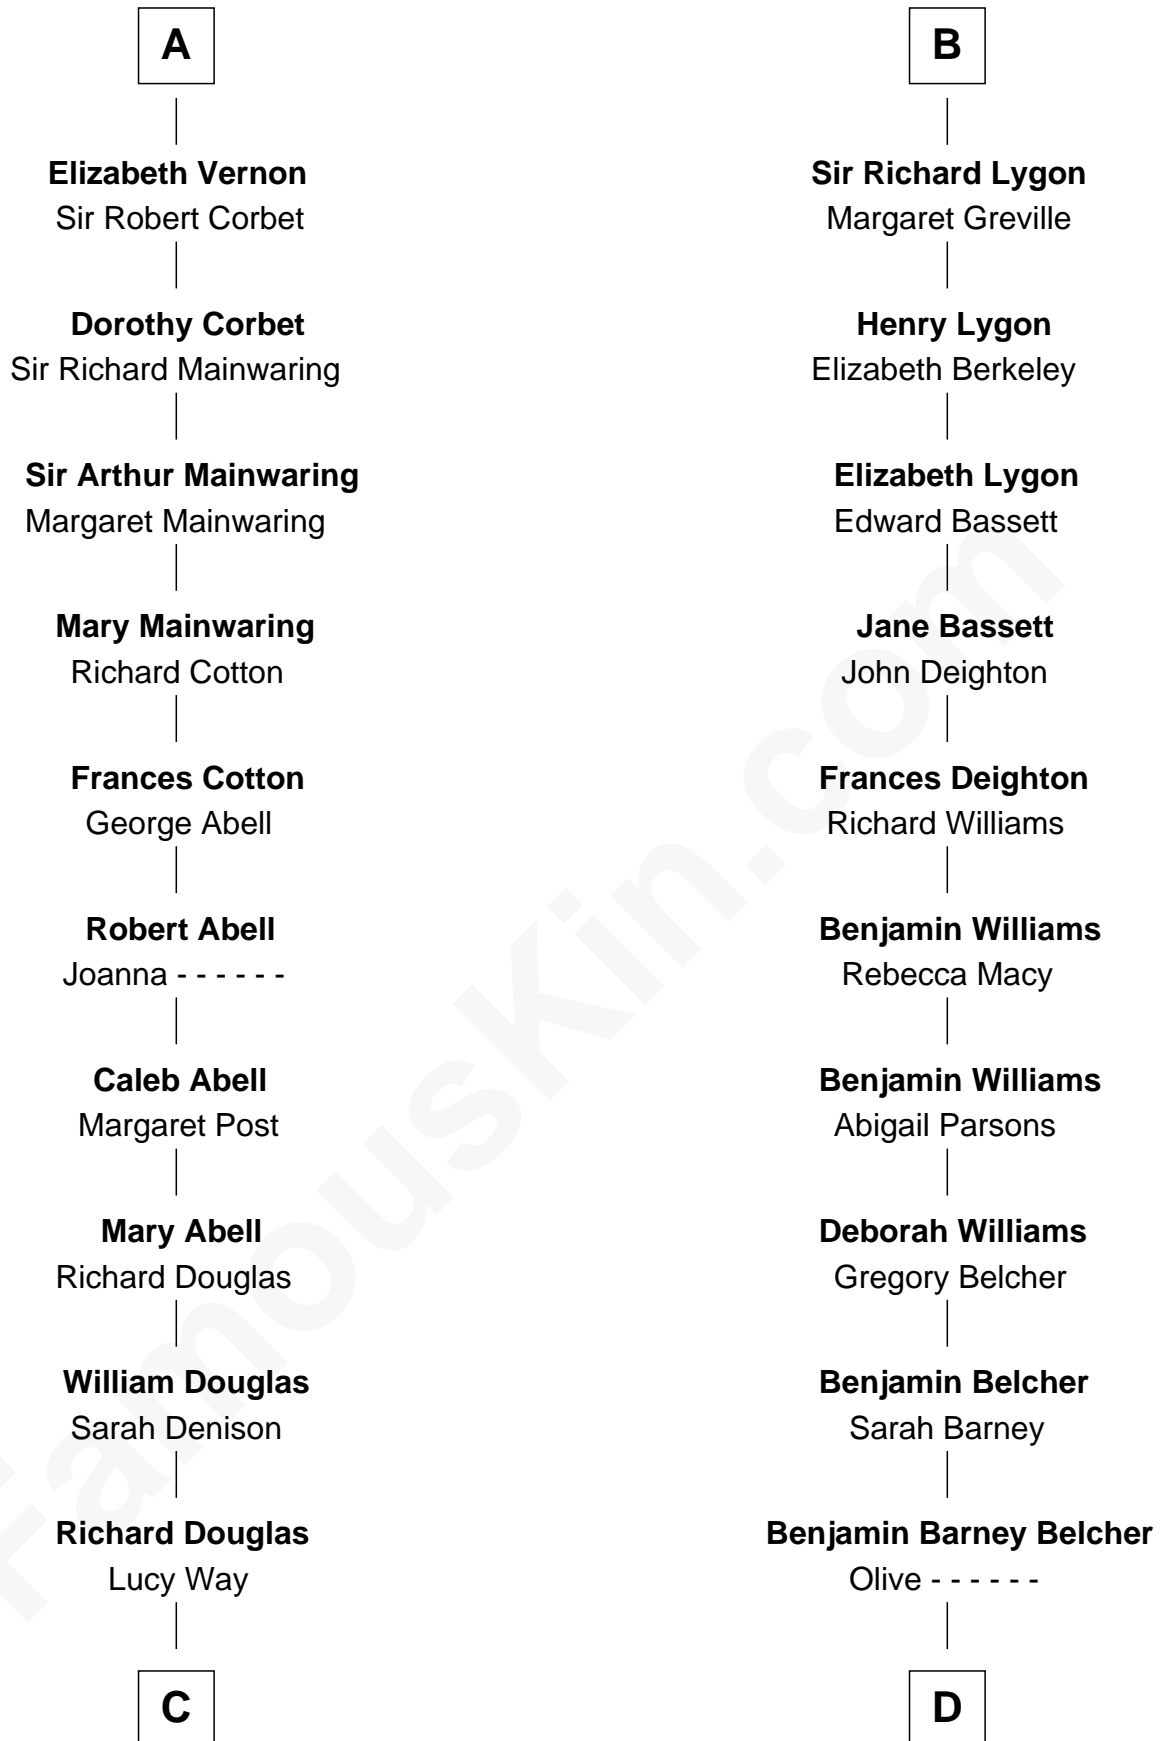 A
Elizabeth Vernon
Sir Robert Corbet
Dorothy Corbet
Sir Richard Mainwaring
Sir Arthur Mainwaring
Margaret Mainwaring
Mary Mainwaring
Richard Cotton
Frances Cotton
George Abell
Robert Abell
Joanna - - - - - -
Caleb Abell
Margaret Post
Mary Abell
Richard Douglas
William Douglas
Sarah Denison
Richard Douglas
Lucy Way
C
B
Sir Richard Lygon
Margaret Greville
Henry Lygon
Elizabeth Berkeley
Elizabeth Lygon
Edward Bassett
Jane Bassett
John Deighton
Frances Deighton
Richard Williams
Benjamin Williams
Rebecca Macy
Benjamin Williams
Abigail Parsons
Deborah Williams
Gregory Belcher
Benjamin Belcher
Sarah Barney
Benjamin Barney Belcher
Olive - - - - - -
D
FamousKin.com